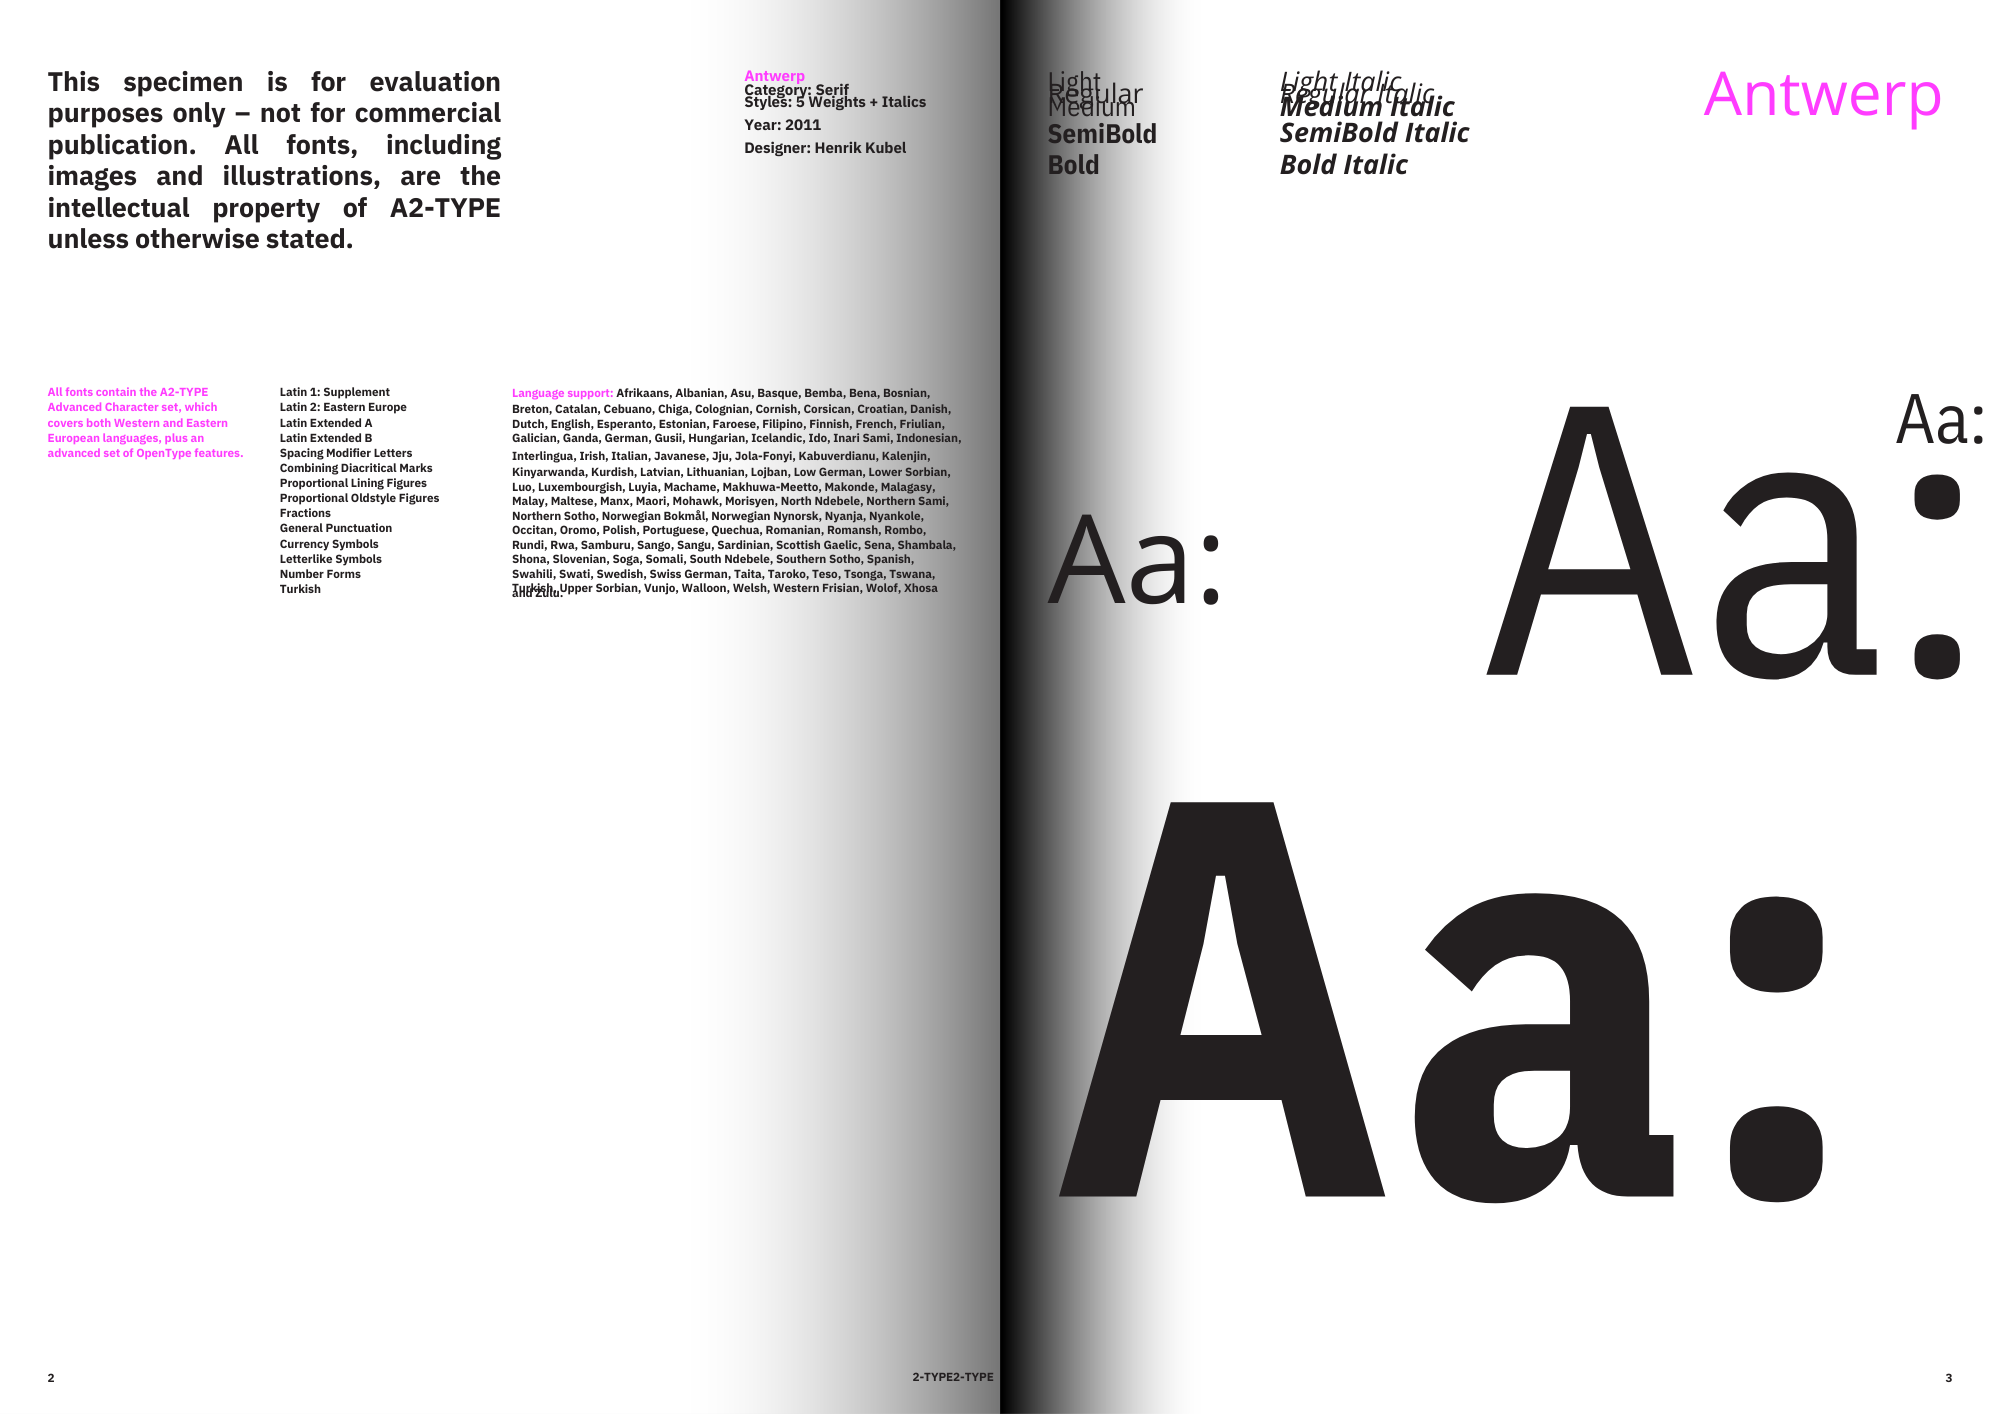 This specimen is for evaluation
purposes only – not for commercial
publication. All fonts, including
images and illustrations, are the
intellectual property of A2-TYPE
unless otherwise stated.
Antwerp
Category: Serif
Styles: 5 Weights + Italics
Year: 2011
Designer: Henrik Kubel
All fonts contain the A2-TYPE
Advanced Character set, which
covers both Western and Eastern
European languages, plus an
advanced set of OpenType features.
Latin 1: Supplement
Latin 2: Eastern Europe
Latin Extended A
Latin Extended B
Spacing Modifier Letters
Combining Diacritical Marks
Proportional Lining Figures
Proportional Oldstyle Figures
Fractions
General Punctuation
Currency Symbols
Letterlike Symbols
Number Forms
Turkish
Language support: Afrikaans, Albanian, Asu, Basque, Bemba, Bena, Bosnian,
Breton, Catalan, Cebuano, Chiga, Colognian, Cornish, Corsican, Croatian, Danish,
Dutch, English, Esperanto, Estonian, Faroese, Filipino, Finnish, French, Friulian,
Galician, Ganda, German, Gusii, Hungarian, Icelandic, Ido, Inari Sami, Indonesian,
Interlingua, Irish, Italian, Javanese, Jju, Jola-Fonyi, Kabuverdianu, Kalenjin,
Kinyarwanda, Kurdish, Latvian, Lithuanian, Lojban, Low German, Lower Sorbian,
Luo, Luxembourgish, Luyia, Machame, Makhuwa-Meetto, Makonde, Malagasy,
Malay, Maltese, Manx, Maori, Mohawk, Morisyen, North Ndebele, Northern Sami,
Northern Sotho, Norwegian Bokmål, Norwegian Nynorsk, Nyanja, Nyankole,
Occitan, Oromo, Polish, Portuguese, Quechua, Romanian, Romansh, Rombo,
Rundi, Rwa, Samburu, Sango, Sangu, Sardinian, Scottish Gaelic, Sena, Shambala,
Shona, Slovenian, Soga, Somali, South Ndebele, Southern Sotho, Spanish,
Swahili, Swati, Swedish, Swiss German, Taita, Taroko, Teso, Tsonga, Tswana,
Turkish, Upper Sorbian, Vunjo, Walloon, Welsh, Western Frisian, Wolof, Xhosa
and Zulu.
2
2-TYPE2-TYPE
Light
Regular
Medium
SemiBold
Bold
Light Italic
Regular Italic
Medium Italic
SemiBold Italic
Bold Italic
Antwerp
Aa:
Aa:
Aa:
Aa:
3